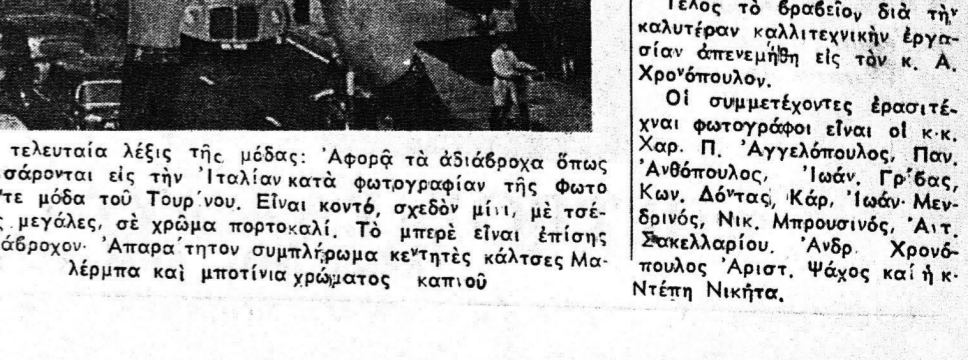 τελευταία λέξις τῆς μόδας: Ἀφορᾷ τὰ ἀδιάβροχα ὅπως
σάρονται εἰς τὴν Ἰταλίαν κατὰ φωτογραφίαν τῆς Φωτο
τε μόδα τοῦ Τουρίνου. Εἶναι κοντό, σχεδὸν μίνι, μὲ τσέ-
ς μεγάλες, σὲ χρῶμα πορτοκαλί. Τὸ μπερὲ εἶναι ἐπίσης
άβροχον· Ἀπαραίτητον συμπλήρωμα κεντητὲς κάλτσες Μα-
λέρμπα καὶ μποτίνια χρώματος καπνοῦ
Τέλος τὸ βραβεῖον διὰ τὴν
καλυτέραν καλλιτεχνικὴν ἐργα-
σίαν ἀπενεμήθη εἰς τὸν κ. Α.
Χρονόπουλον.
Οἱ συμμετέχοντες ἐρασιτέ-
χναι φωτογράφοι εἶναι οἱ κ.κ.
Χαρ. Π. Ἀγγελόπουλος, Παν.
Ἀνθόπουλος, Ἰωάν. Γρίβας,
Κων. Δόντας, Κάρ, Ἰωάν· Μεν-
δρινός, Νικ. Μπρουσινός, Ἀντ.
Σακελλαρίου. Ἀνδρ. Χρονό-
πουλος Ἀριστ. Ψάχος καί ἡ κ·
Ντέπη Νικήτα.